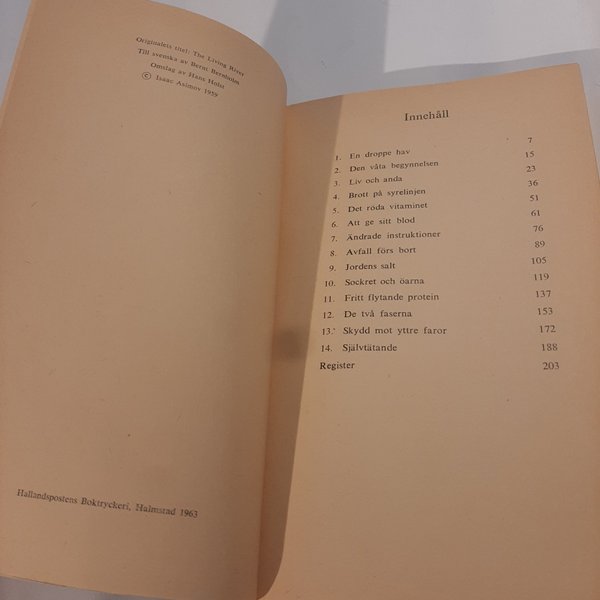 Originalets titel: The Living River
Till svenska av Bernt Bernholm
Omslag av Hans Holst
© Isaac Asimov 1959
Hallandspostens Boktryckeri, Halmstad 1963
Innehåll
1. En droppe hav 7
2. Den våta begynnelsen 15
3. Liv och anda 23
4. Brott på syrelinjen 36
5. Det röda vitaminet 51
6. Att ge sitt blod 61
7. Ändrade instruktioner 76
8. Avfall förs bort 89
9. Jordens salt 105
10. Sockret och öarna 119
11. Fritt flytande protein 137
12. De två faserna 153
13. Skydd mot yttre faror 172
14. Självtätande 188
Register 203